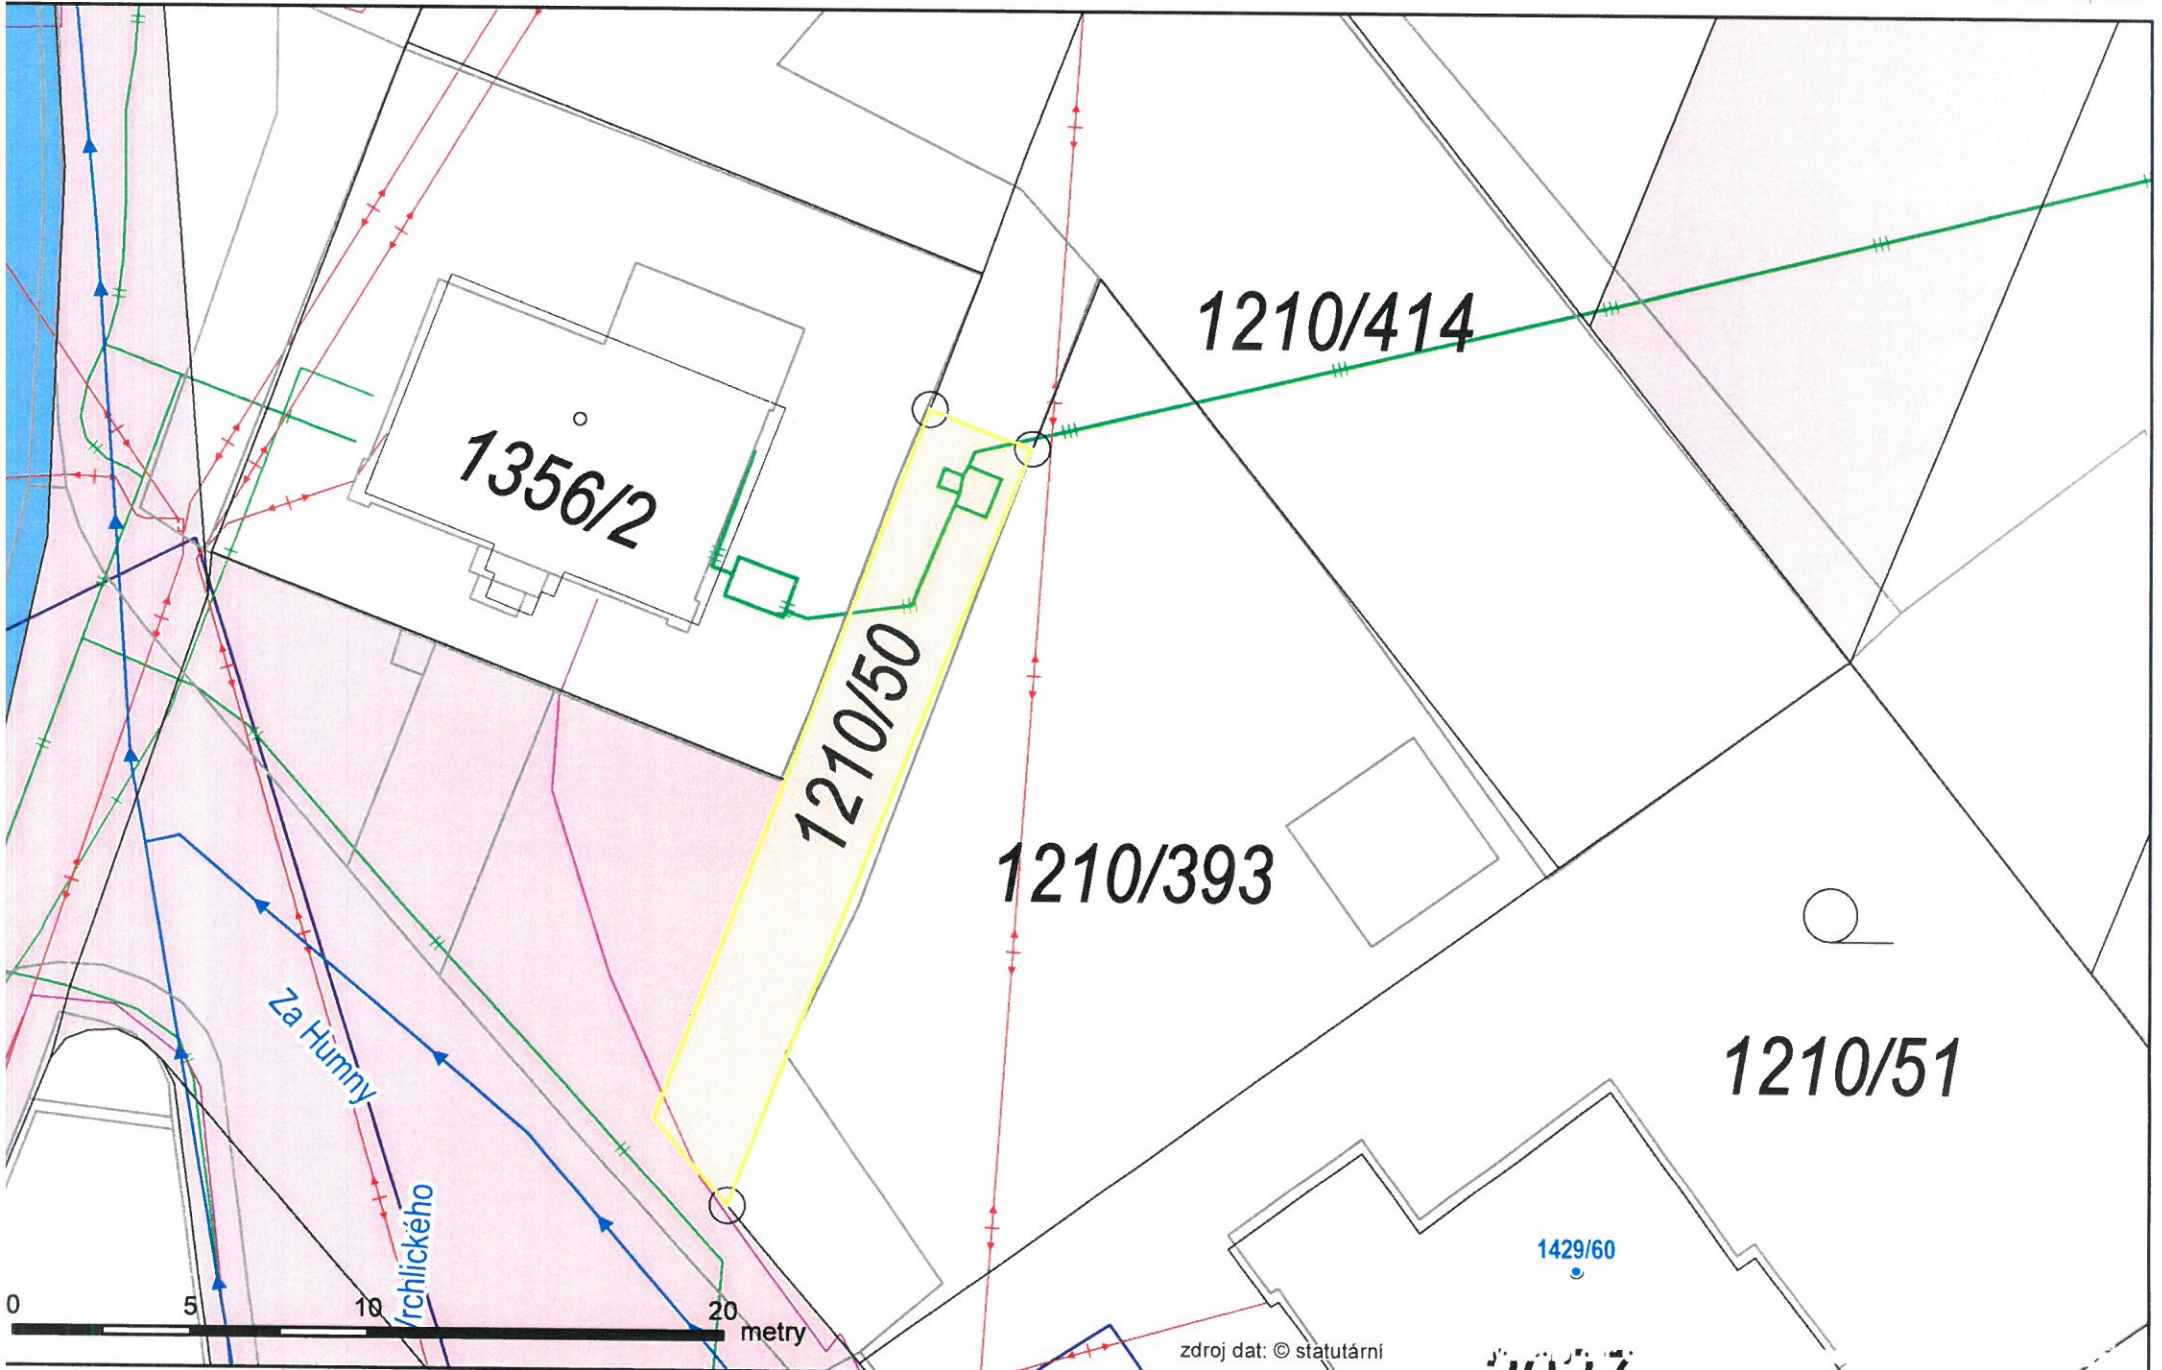 1210/414
1356/2
1210/50
1210/393
1210/51
Za Humny
Vrchlického
1429/60
0 5 10 20 metry
zdroj dat: © statutární